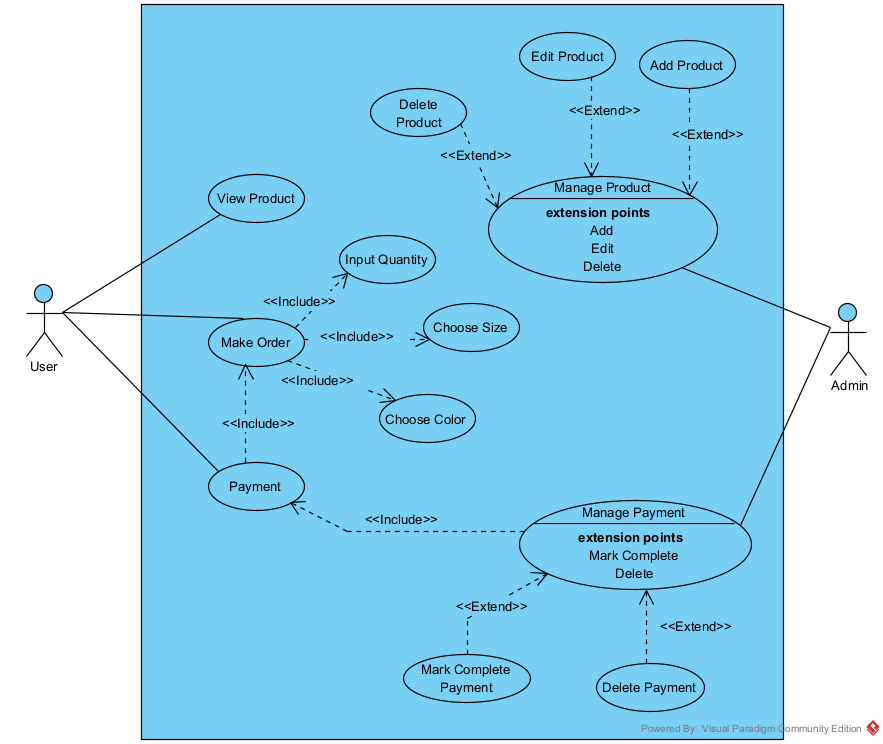 Edit Product
Add Product
<<Extend>>
Delete
Product
<<Extend>>
<<Extend>>
Manage Product
extension points
Add
Edit
Delete
View Product
Input Quantity
<<Include>>
Choose Size
<<Include>>
Make Order
<<Include>>
Choose Color
User
Admin
<<Include>>
Payment
<<Include>>
Manage Payment
extension points
Mark Complete
Delete
<<Extend>>
<<Extend>>
Mark Complete
Payment
Delete Payment
Powered By Visual Paradigm Community Edition